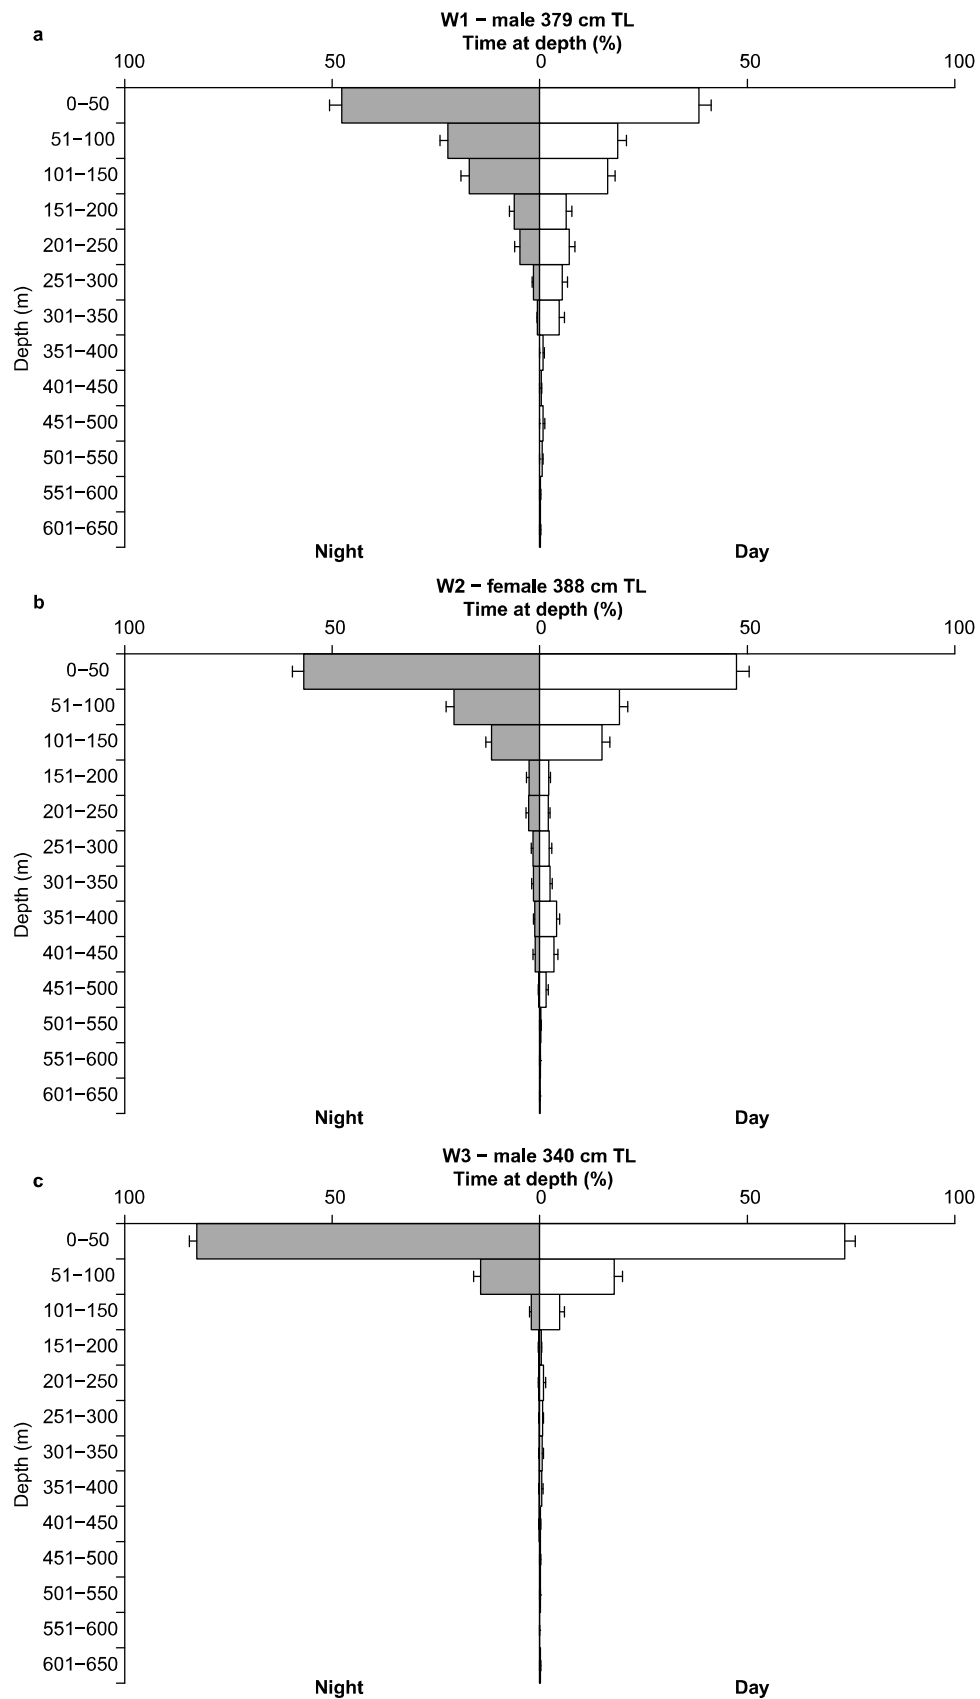 a
W1 − male 379 cm TL
Time at depth (%)
100 50 0 50 100
0−50
51−100
101−150
151−200
201−250
251−300
301−350
351−400
401−450
451−500
501−550
551−600
601−650
Depth (m)
Night Day
b
W2 − female 388 cm TL
Time at depth (%)
100 50 0 50 100
0−50
51−100
101−150
151−200
201−250
251−300
301−350
351−400
401−450
451−500
501−550
551−600
601−650
Depth (m)
Night Day
c
W3 − male 340 cm TL
Time at depth (%)
100 50 0 50 100
0−50
51−100
101−150
151−200
201−250
251−300
301−350
351−400
401−450
451−500
501−550
551−600
601−650
Depth (m)
Night Day